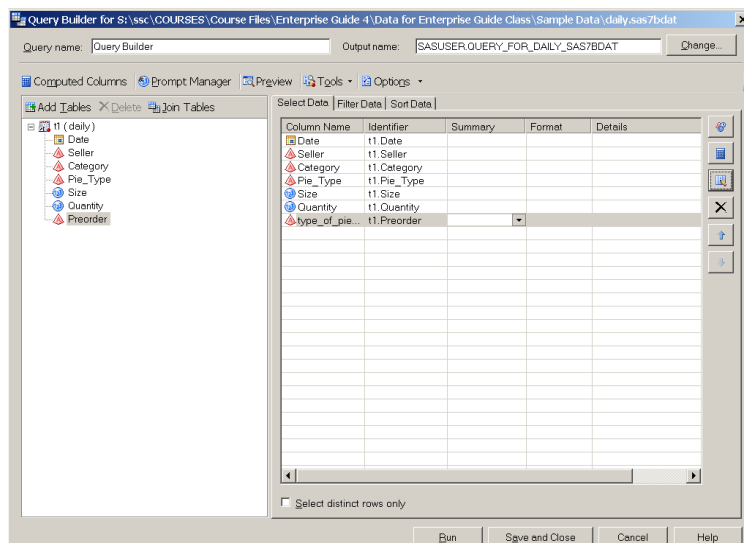 Query Builder for S:\ssc\COURSES\Course Files\Enterprise Guide 4\Data for Enterprise Guide Class\Sample Data\daily.sas7bdat
Query name: Query Builder Output name: SASUSER.QUERY_FOR_DAILY_SAS7BDAT Change...
Computed Columns Prompt Manager Preview Tools Options
Add Tables Delete Join Tables
t1 (daily)
Date
Seller
Category
Pie_Type
Size
Quantity
Preorder
Select Data Filter Data Sort Data
Column Name Identifier Summary Format Details
Date t1.Date
Seller t1.Seller
Category t1.Category
Pie_Type t1.Pie_Type
Size t1.Size
Quantity t1.Quantity
type_of_pie... t1.Preorder
Select distinct rows only
Run Save and Close Cancel Help